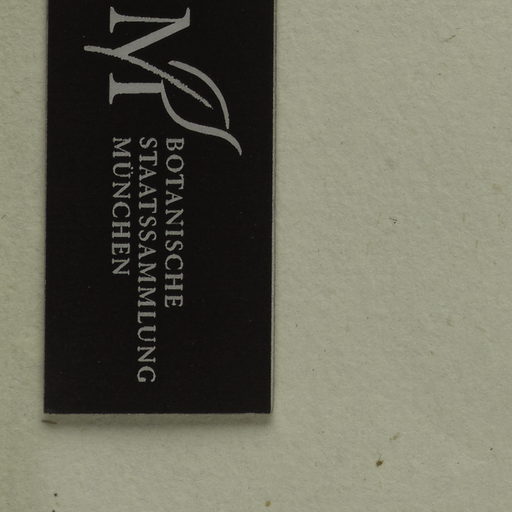 M
BOTANISCHE
STAATSSAMMLUNG
MÜNCHEN